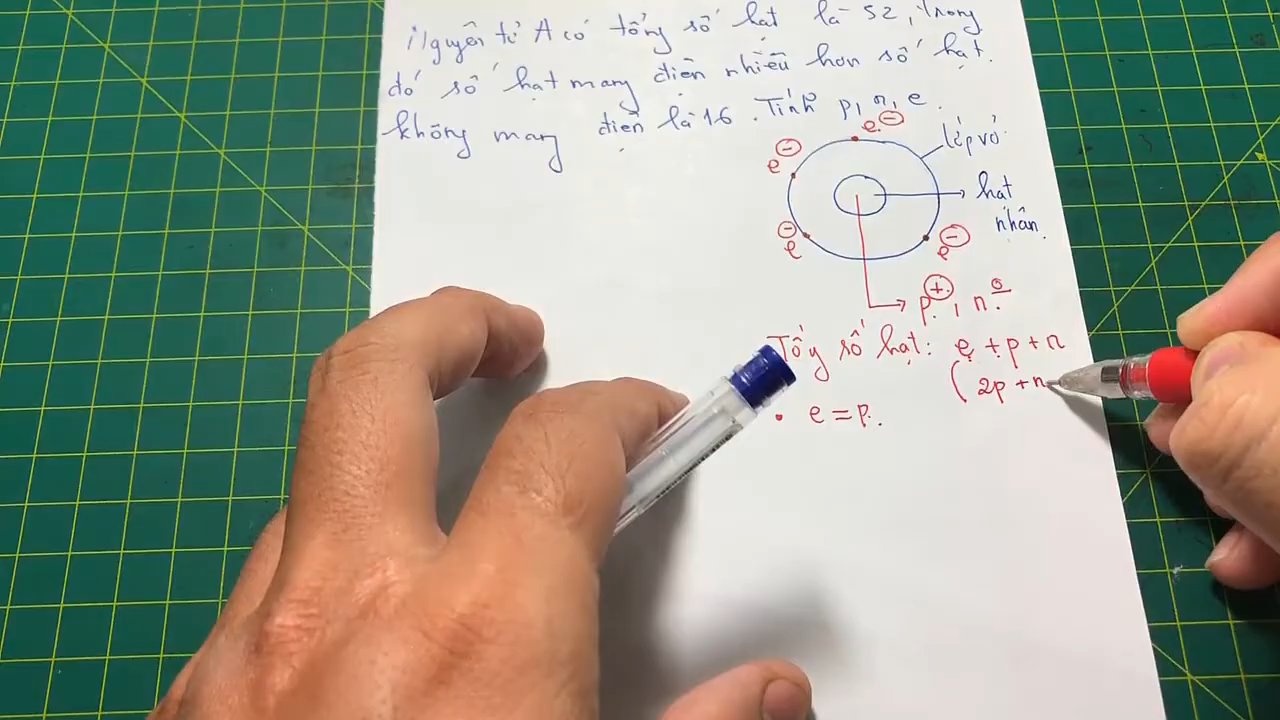 Nguyên tử A có tổng số hạt là 52, trong
đó số hạt mang điện nhiều hơn số hạt
không mang điện là 16. Tính p, n, e.
e⊖
e⊖
lớp vỏ
hạt
nhân.
e⊖
e⊖
p⊕, n⁰
Tổng số hạt: e + p + n
(2p + n
• e = p.